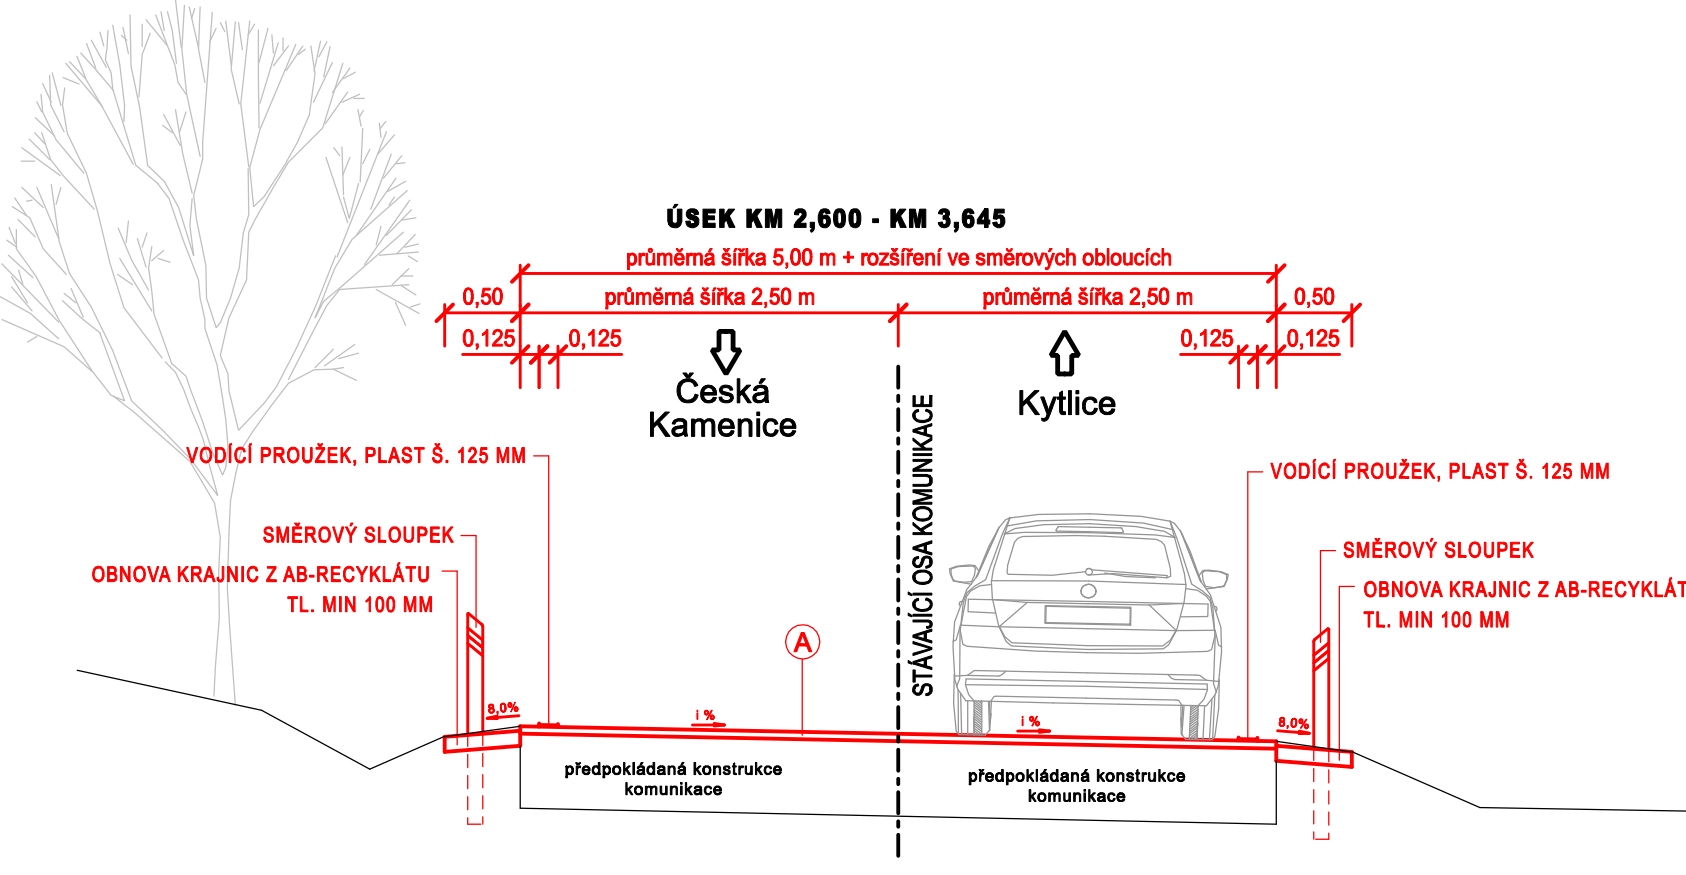 ÚSEK KM 2,600 - KM 3,645
průměrná šířka 5,00 m + rozšíření ve směrových obloucích
0,50
průměrná šířka 2,50 m
průměrná šířka 2,50 m
0,50
0,125
0,125
0,125
0,125
Česká
Kamenice
Kytlice
STÁVAJÍCÍ OSA KOMUNIKACE
VODÍCÍ PROUŽEK, PLAST Š. 125 MM
VODÍCÍ PROUŽEK, PLAST Š. 125 MM
SMĚROVÝ SLOUPEK
SMĚROVÝ SLOUPEK
OBNOVA KRAJNIC Z AB-RECYKLÁTU
TL. MIN 100 MM
OBNOVA KRAJNIC Z AB-RECYKLÁT
TL. MIN 100 MM
A
8,0%
i %
i %
8,0%
předpokládaná konstrukce
komunikace
předpokládaná konstrukce
komunikace